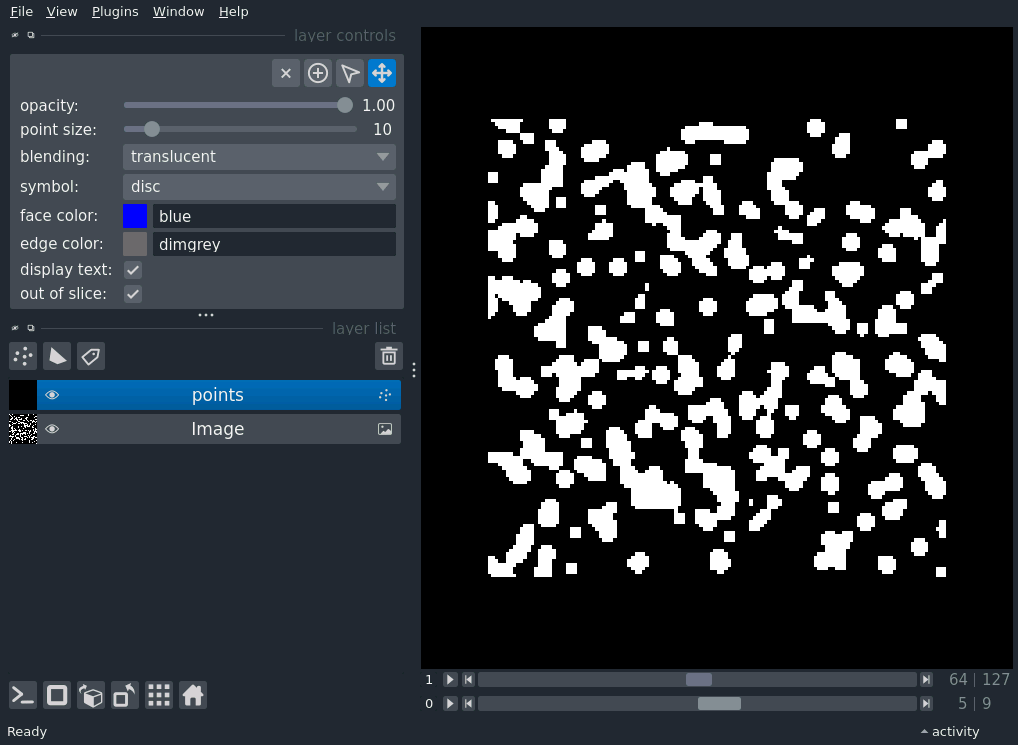 File View Plugins Window Help
layer controls
opacity: 1.00
point size: 10
blending: translucent
symbol: disc
face color: blue
edge color: dimgrey
display text:
out of slice:
layer list
points
Image
1 64 | 127
0 5 | 9
Ready activity